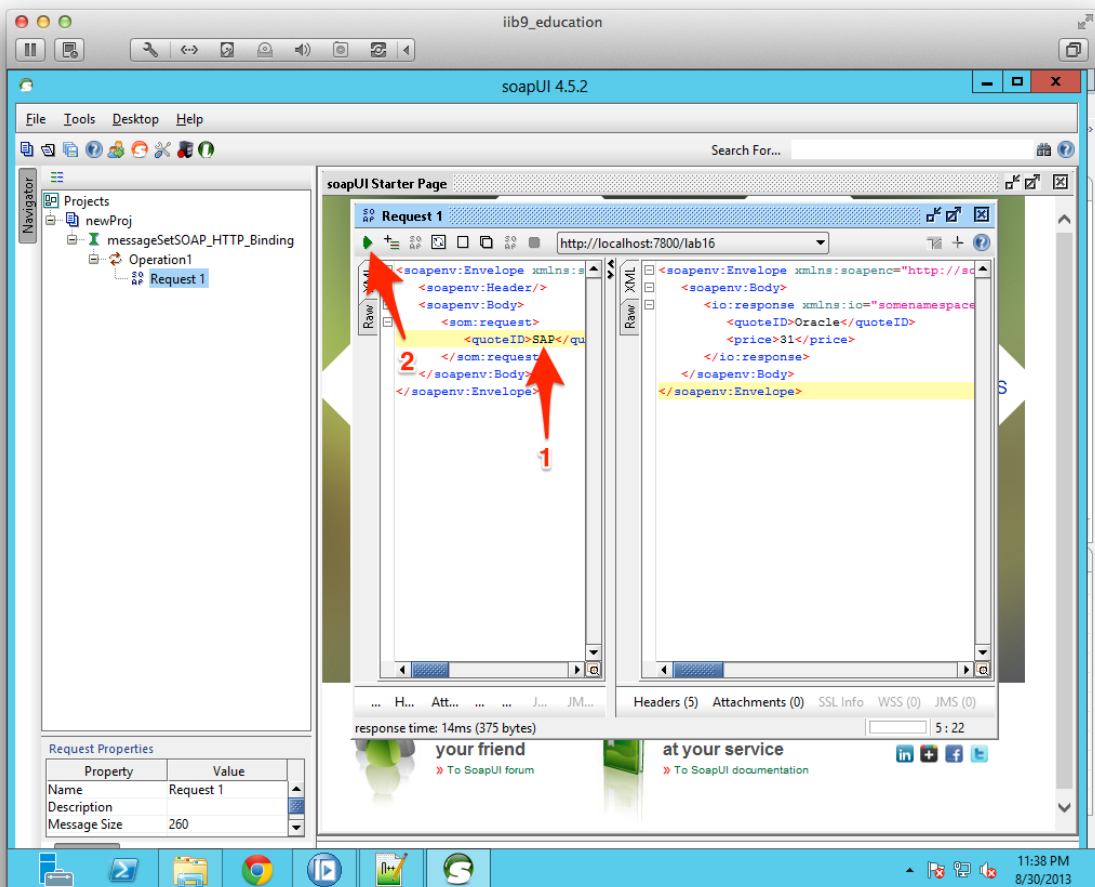 iib9_education
soapUI 4.5.2
File Tools Desktop Help
Search For...
Navigator
Projects
newProj
messageSetSOAP_HTTP_Binding
Operation1
Request 1
soapUI Starter Page
Request 1
http://localhost:7800/lab16
XML
Raw
<soapenv:Envelope xmlns:s
<soapenv:Header/>
<soapenv:Body>
<som:request>
<quoteID>SAP</qu
</som:request
</soapenv:Body>
</soapenv:Envelope>
2
1
XML
Raw
<soapenv:Envelope xmlns:soapenc="http://sc
<soapenv:Body>
<io:response xmlns:io="somenamespace
<quoteID>Oracle</quoteID>
<price>31</price>
</io:response>
</soapenv:Body>
</soapenv:Envelope>
S
... H... Att... ... ... J... JM...
Headers (5) Attachments (0) SSL Info WSS (0) JMS (0)
response time: 14ms (375 bytes)
5 : 22
your friend
» To SoapUI forum
at your service
» To SoapUI documentation
Request Properties
Property Value
Name Request 1
Description
Message Size 260
11:38 PM
8/30/2013